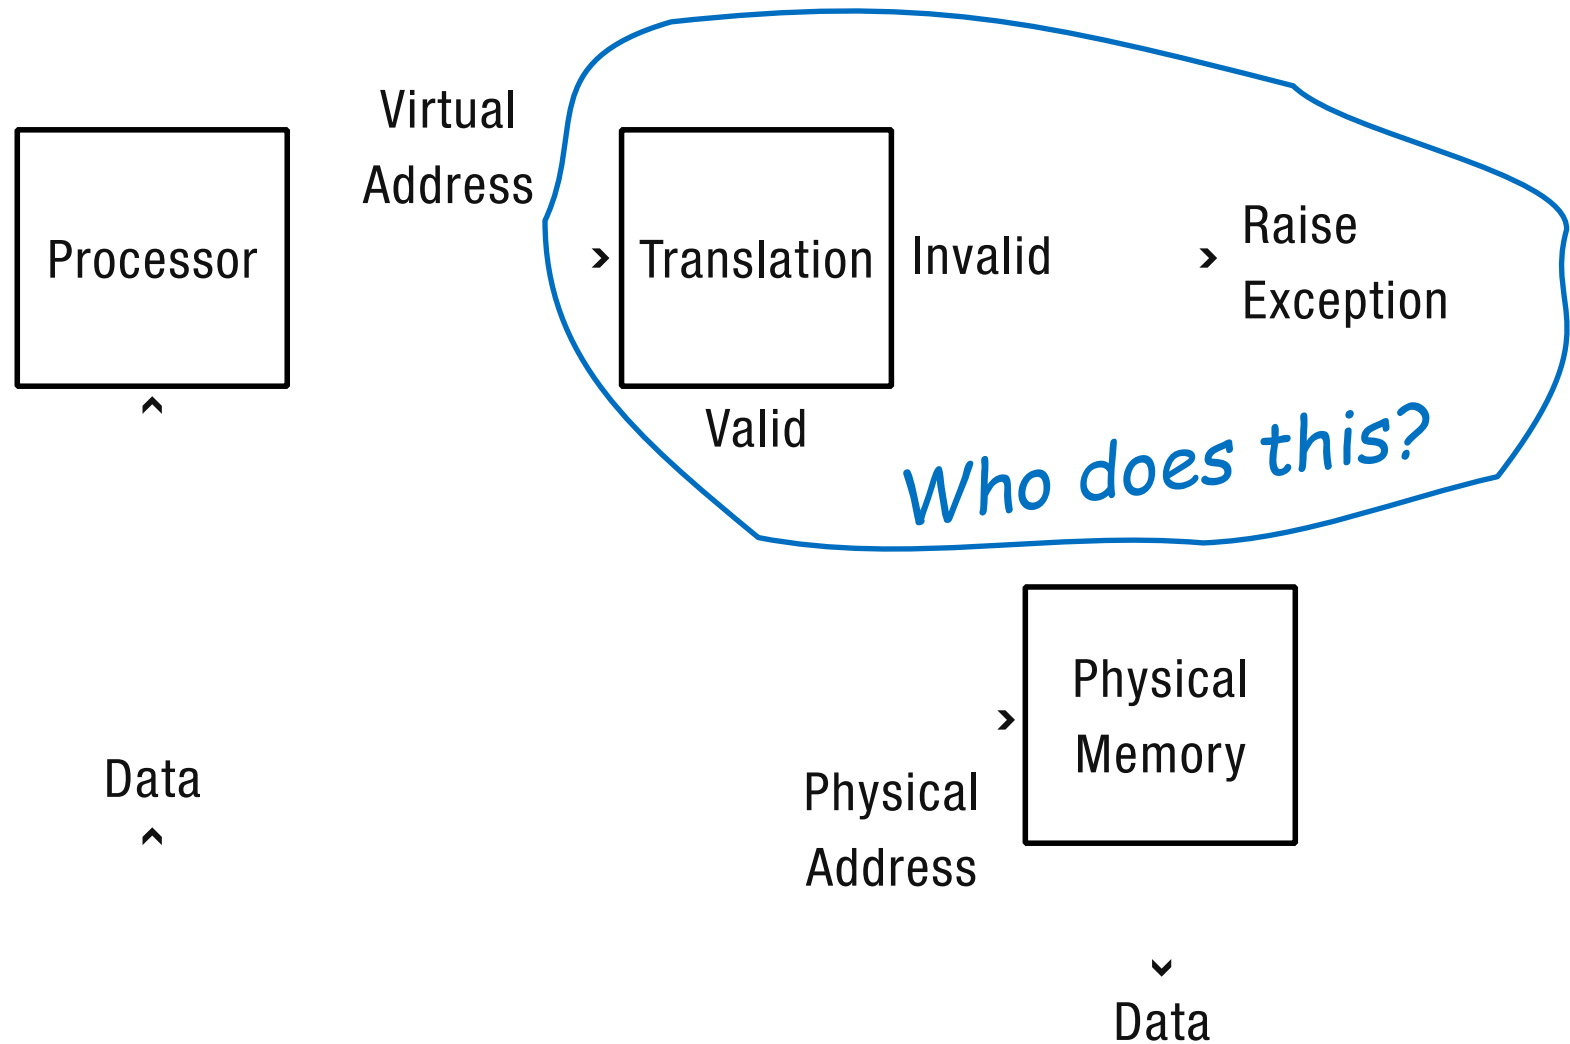 Virtual
Address
Processor
Translation
Invalid
Raise
Exception
Valid
Who does this?
Physical
Memory
Data
Physical
Address
Data